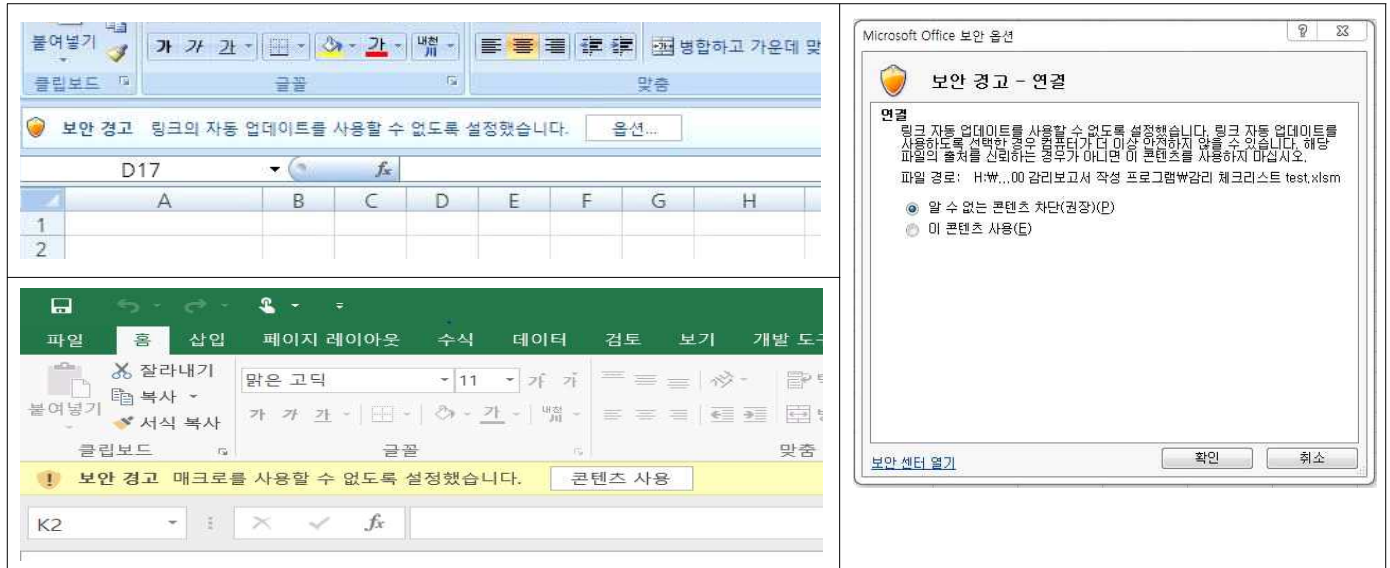 붙여넣기
가 가 가 내천
병합하고 가운데 맞
클립보드 글꼴 맞춤
보안 경고 링크의 자동 업데이트를 사용할 수 없도록 설정했습니다. 옵션...
D17 fx
A B C D E F G H
1
2
파일 홈 삽입 페이지 레이아웃 수식 데이터 검토 보기 개발 도구
잘라내기
맑은 고딕 11 가 가
복사
붙여넣기
서식 복사
가 가 가 가 내천
클립보드 글꼴 맞춤
보안 경고 매크로를 사용할 수 없도록 설정했습니다. 콘텐츠 사용
K2 fx
Microsoft Office 보안 옵션
보안 경고 - 연결
연결
링크 자동 업데이트를 사용할 수 없도록 설정했습니다. 링크 자동 업데이트를
사용하도록 선택한 경우 컴퓨터가 더 이상 안전하지 않을 수 있습니다. 해당
파일의 출처를 신뢰하는 경우가 아니면 이 콘텐츠를 사용하지 마십시오.
파일 경로: H:₩...00 감리보고서 작성 프로그램₩감리 체크리스트 test.xlsm
알 수 없는 콘텐츠 차단(권장)(P)
이 콘텐츠 사용(E)
보안 센터 열기 확인 취소